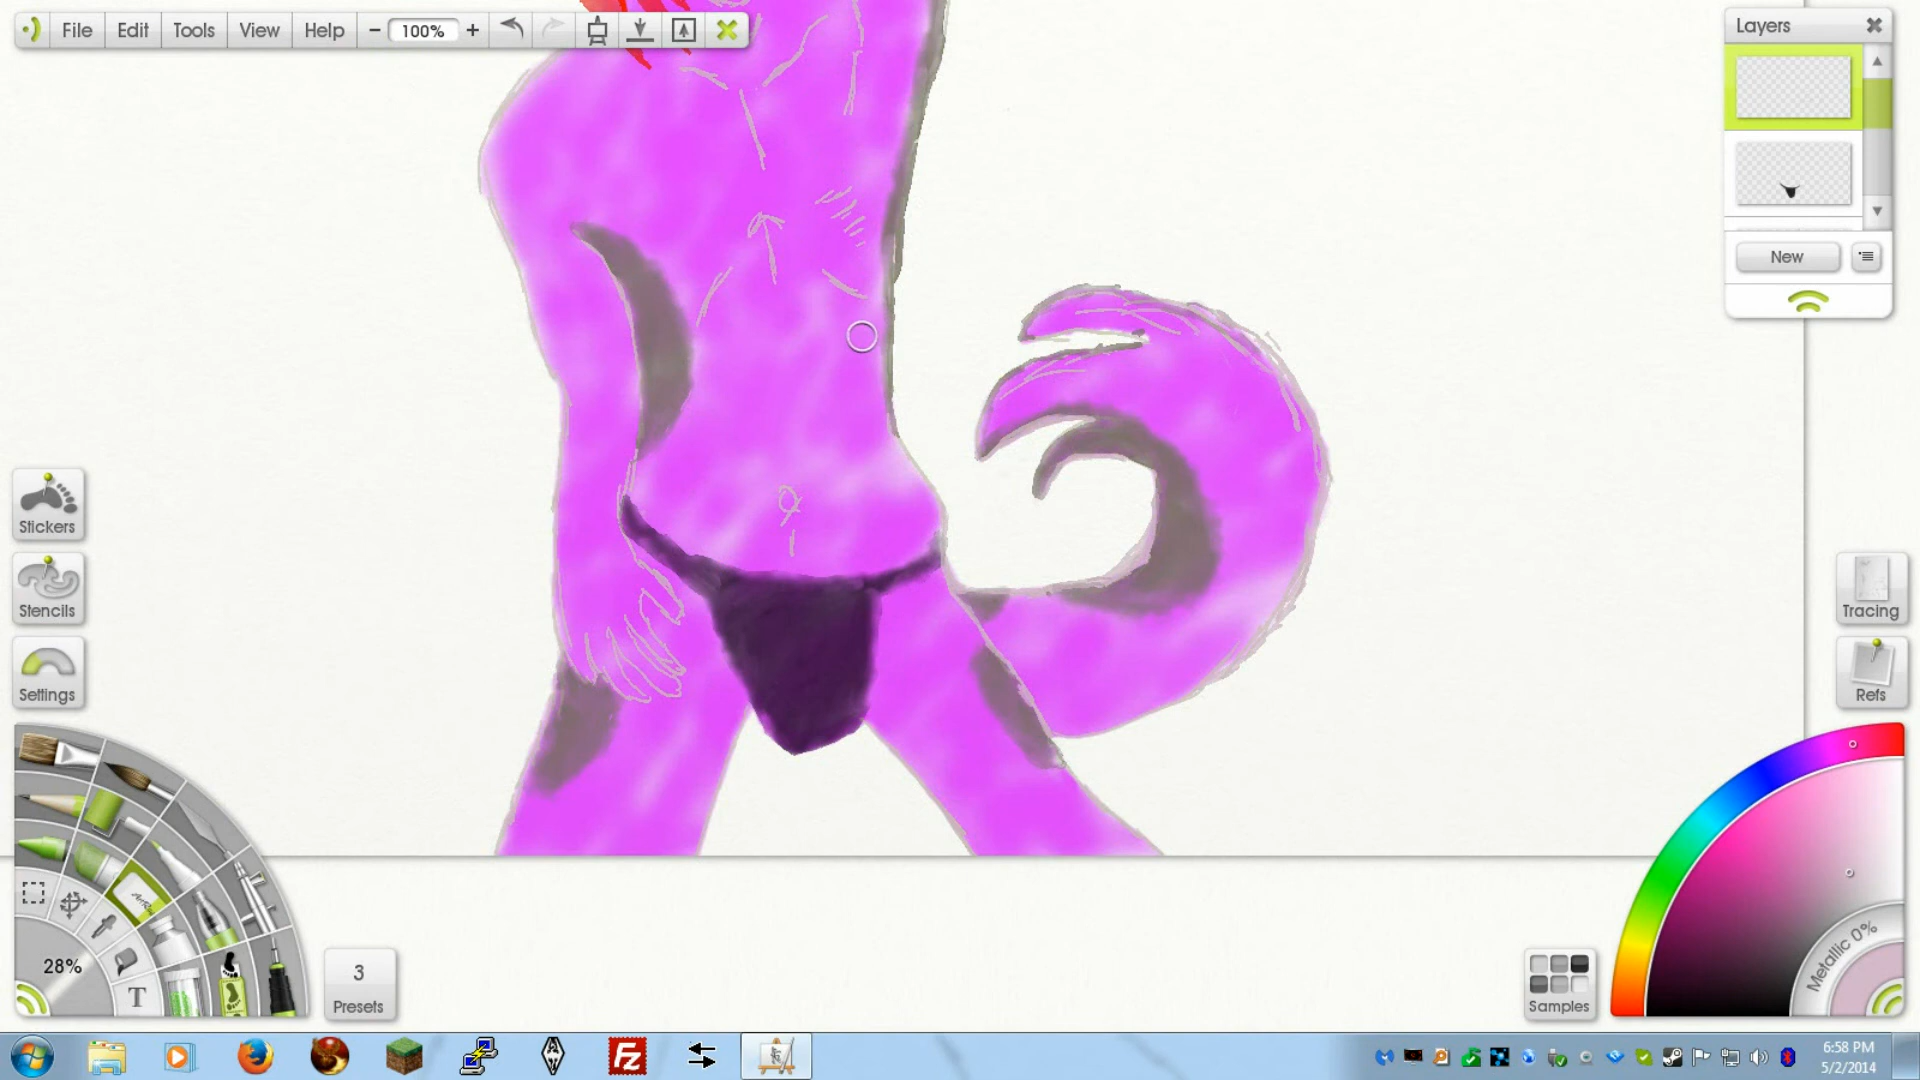 File Edit Tools View Help − 100% +
Layers
New
Stickers
Stencils
Settings
Tracing
Refs
28%
T
3
Presets
Metallic 0%
Samples
FZ
6:58 PM
5/2/2014